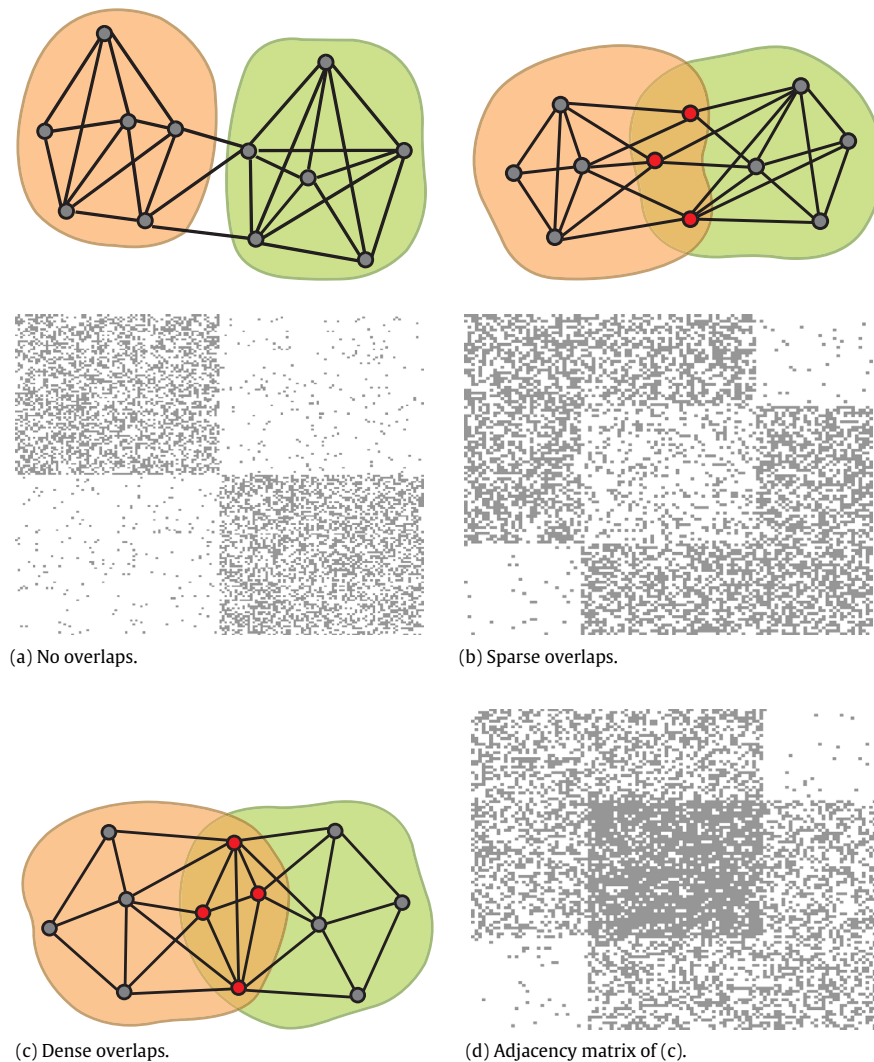 (a) No overlaps.
(b) Sparse overlaps.
(c) Dense overlaps.
(d) Adjacency matrix of (c).